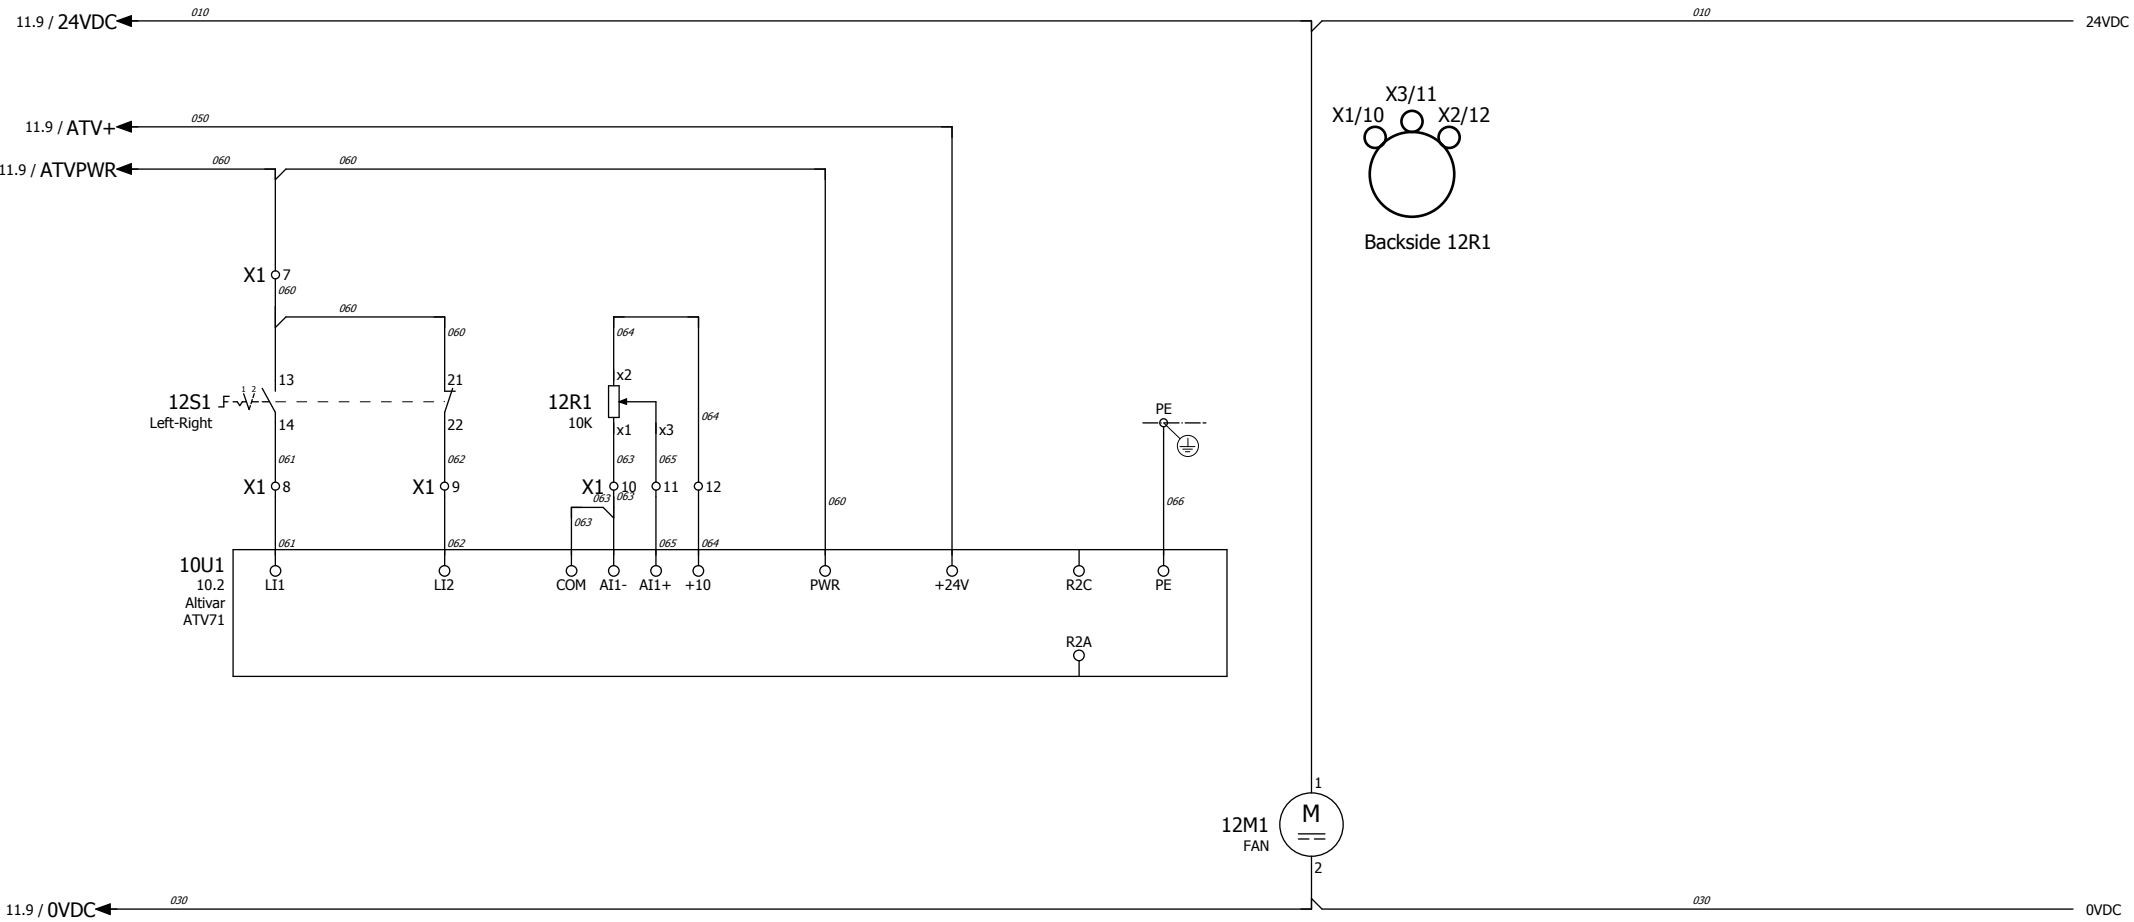 11.9 / 24VDC 010 010 24VDC
X3/11
X1/10 X2/12
11.9 / ATV+ 050
11.9 / ATVPWR 060 060
Backside 12R1
X1 7
060
060
060 064
x2
13 21
1 2
12S1 12R1
Left-Right 10K
PE
064
14 22 x1 x3
061 062 063 065
X1 8 X1 9 X1 10 11 12
063 063
060 066
063
061 062 065 064
10U1
10.2 LI1 LI2 COM AI1- AI1+ +10 PWR +24V R2C PE
Altivar
ATV71
R2A
1
M
12M1
FAN
2
11.9 / 0VDC 030 030 0VDC